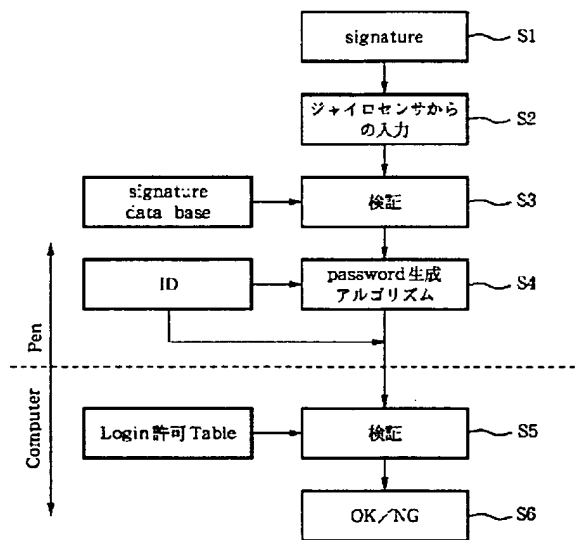 signature
S1
ジャイロセンサから
の入力
S2
signature
data base
検証
S3
ID
password生成
アルゴリズム
S4
Pen
Computer
Login許可Table
検証
S5
OK/NG
S6